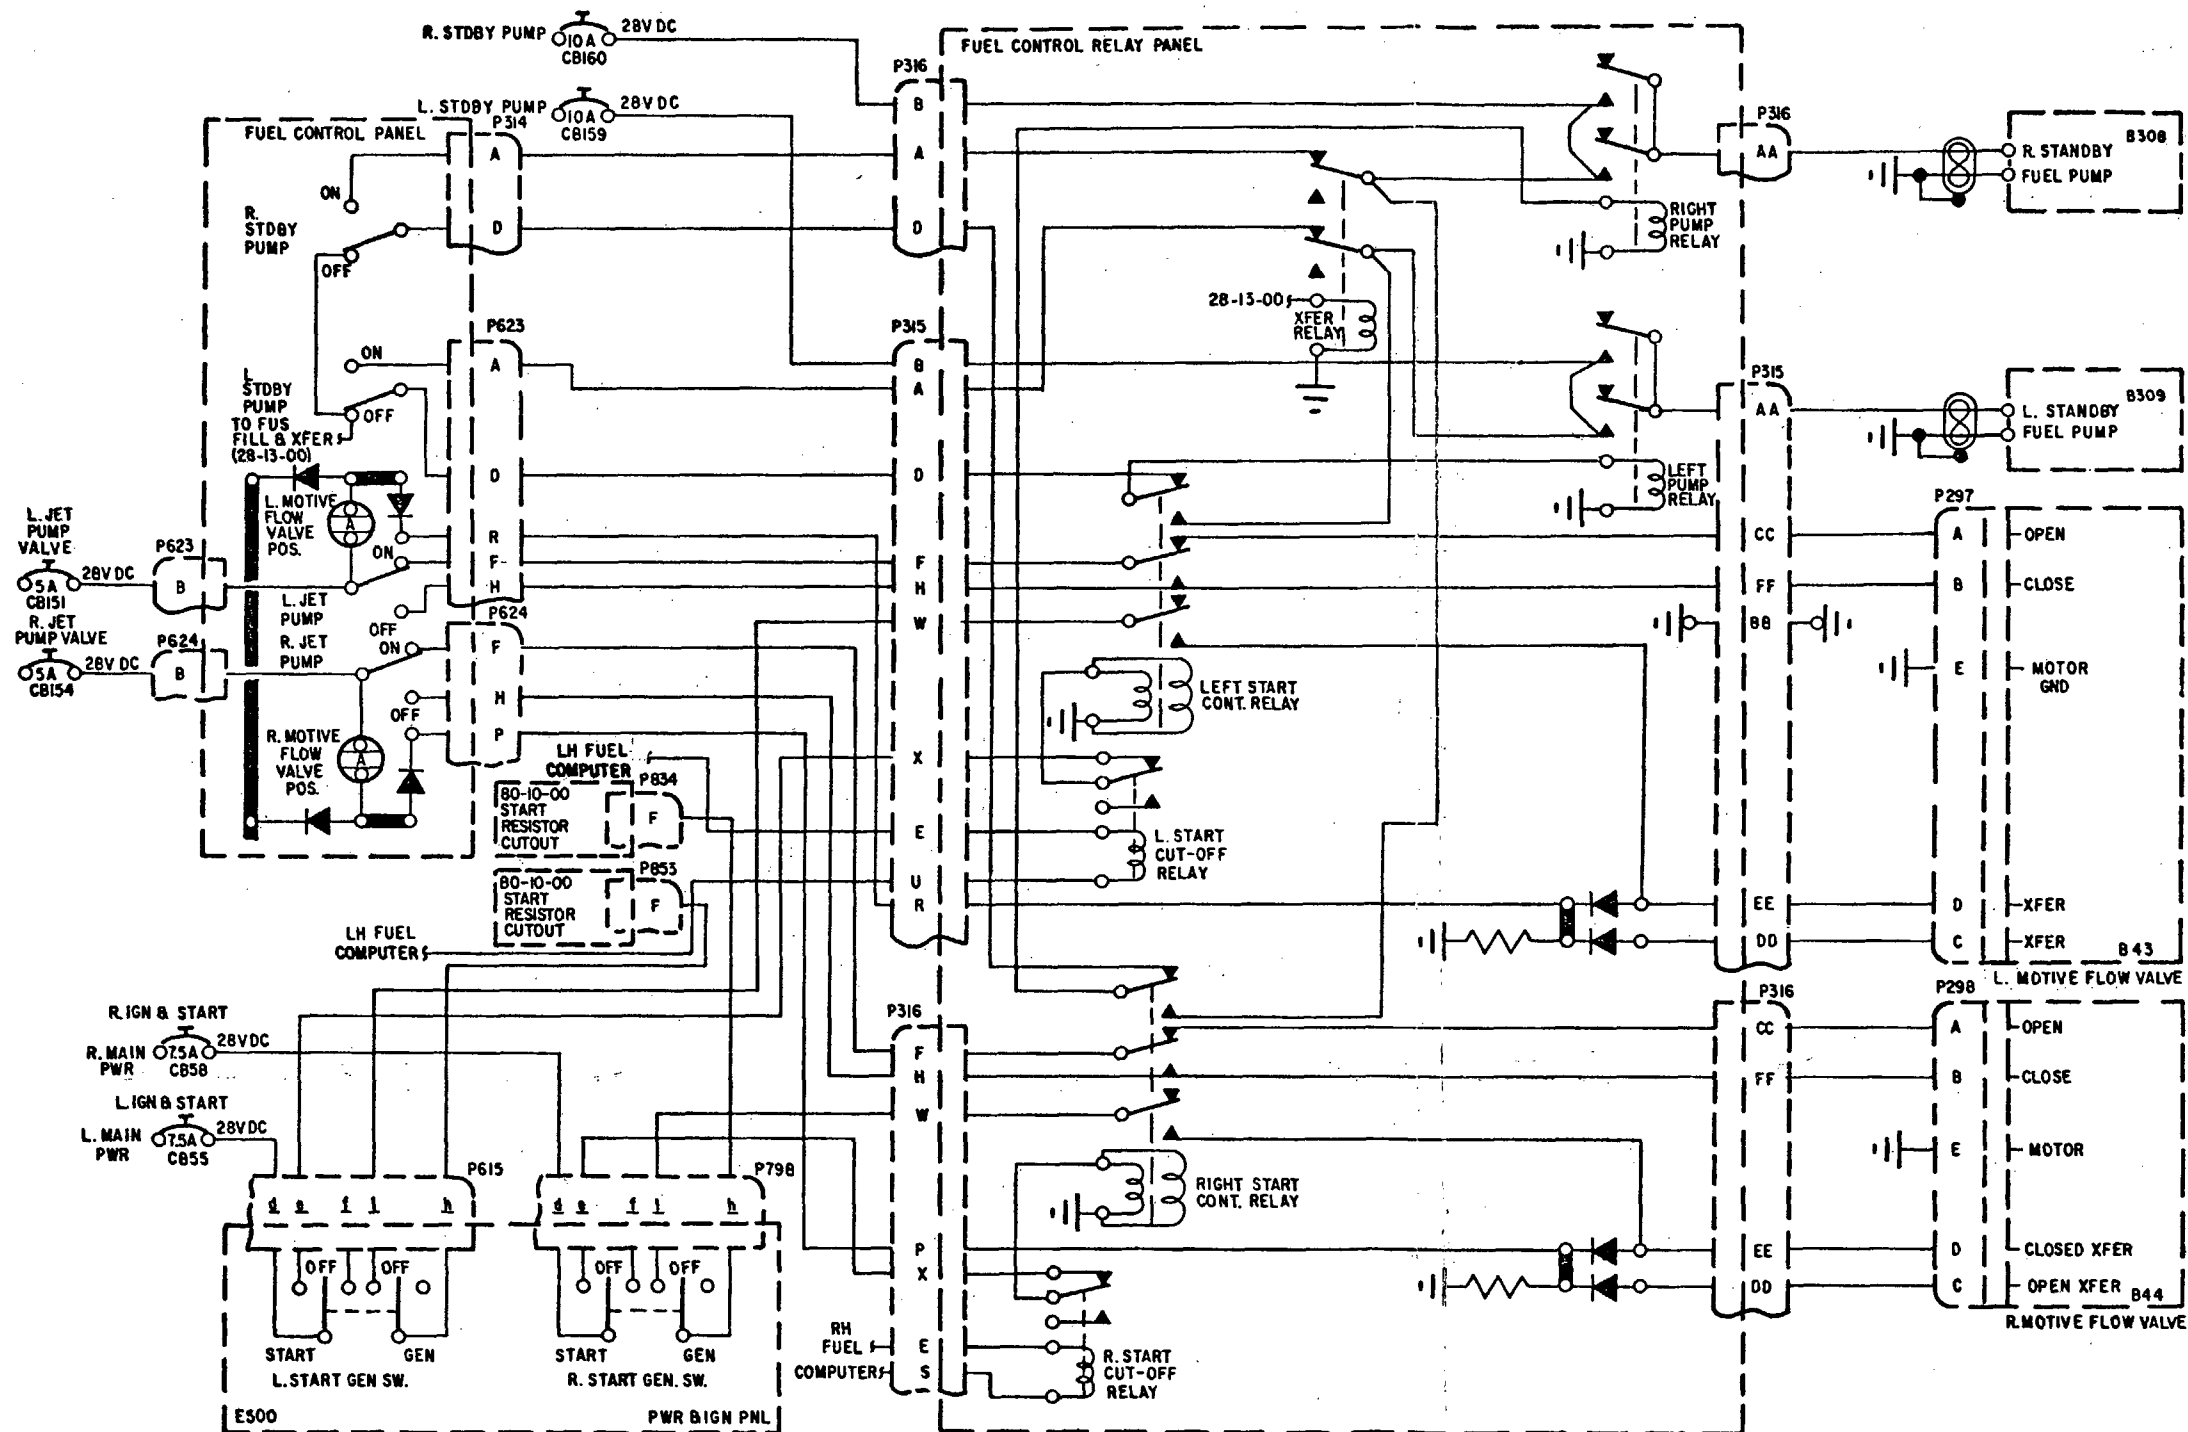 R. STDBY PUMP
10 A
CB160
28V DC
L. STDBY PUMP
10 A
CB159
28V DC
FUEL CONTROL RELAY PANEL
P316
B
A
D
FUEL CONTROL PANEL
P314
A
D
ON
R.
STDBY
PUMP
OFF
P316
AA
B308
R. STANDBY
FUEL PUMP
RIGHT
PUMP
RELAY
28-13-00
XFER
RELAY
P623
A
D
R
F
H
ON
L
STDBY
PUMP
TO FUS
FILL & XFER
(28-13-00)
OFF
P315
B
A
D
F
H
W
X
E
U
R
P315
AA
CC
FF
BB
EE
DD
B309
L. STANDBY
FUEL PUMP
LEFT
PUMP
RELAY
L. MOTIVE
FLOW
VALVE
POS.
A
ON
L. JET
PUMP
OFF
L. JET
PUMP
VALVE
5 A
CB151
28V DC
P623
B
R. JET
PUMP VALVE
5 A
CB154
28V DC
P624
B
R. JET
PUMP
ON
OFF
P624
F
H
P
R. MOTIVE
FLOW
VALVE
POS.
A
P297
A
OPEN
B
CLOSE
E
MOTOR
GND
D
XFER
C
XFER
B43
L. MOTIVE FLOW VALVE
LEFT START
CONT. RELAY
LH FUEL
COMPUTER
80-10-00
START
RESISTOR
CUTOUT
P834
F
80-10-00
START
RESISTOR
CUTOUT
P853
F
LH FUEL
COMPUTER
L. START
CUT-OFF
RELAY
R. IGN & START
R. MAIN
PWR
7.5A
CB58
28VDC
L. IGN & START
L. MAIN
PWR
7.5A
CB55
28VDC
P316
F
H
W
P
X
E
S
P316
CC
FF
EE
DD
P298
A
OPEN
B
CLOSE
E
MOTOR
D
CLOSED XFER
C
OPEN XFER
B44
R. MOTIVE FLOW VALVE
RIGHT START
CONT. RELAY
P615
d e f i h
OFF OFF
START GEN
L. START GEN SW.
P798
d e f i h
OFF OFF
START GEN
R. START GEN. SW.
E500
PWR & IGN PNL
RH
FUEL
COMPUTER
R. START
CUT-OFF
RELAY